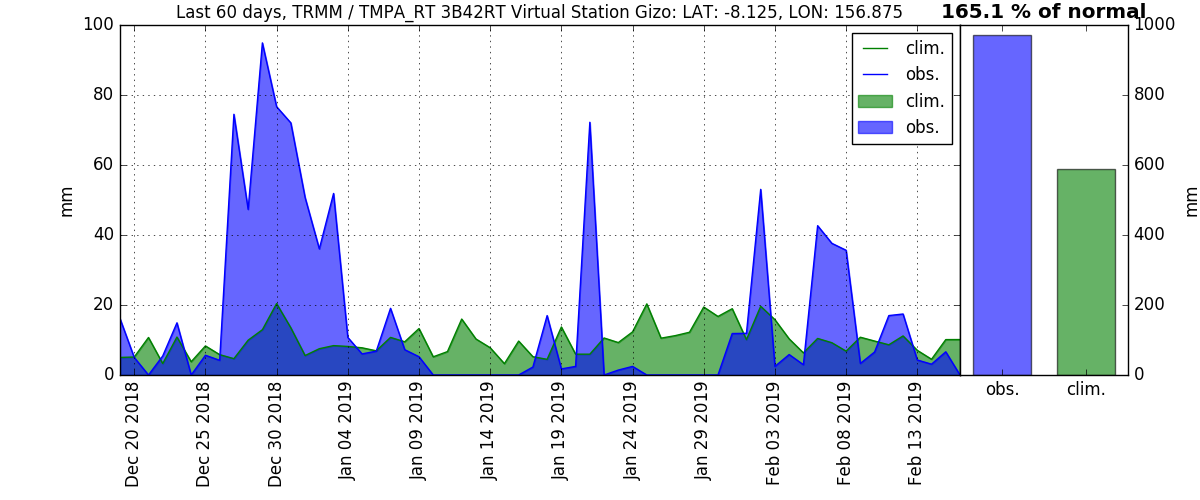 Last 60 days, TRMM / TMPA_RT 3B42RT Virtual Station Gizo: LAT: -8.125, LON: 156.875
165.1 % of normal
100
80
60
40
20
0
mm
clim.
obs.
clim.
obs.
1000
800
600
400
200
0
mm
obs.
clim.
Dec 20 2018
Dec 25 2018
Dec 30 2018
Jan 04 2019
Jan 09 2019
Jan 14 2019
Jan 19 2019
Jan 24 2019
Jan 29 2019
Feb 03 2019
Feb 08 2019
Feb 13 2019